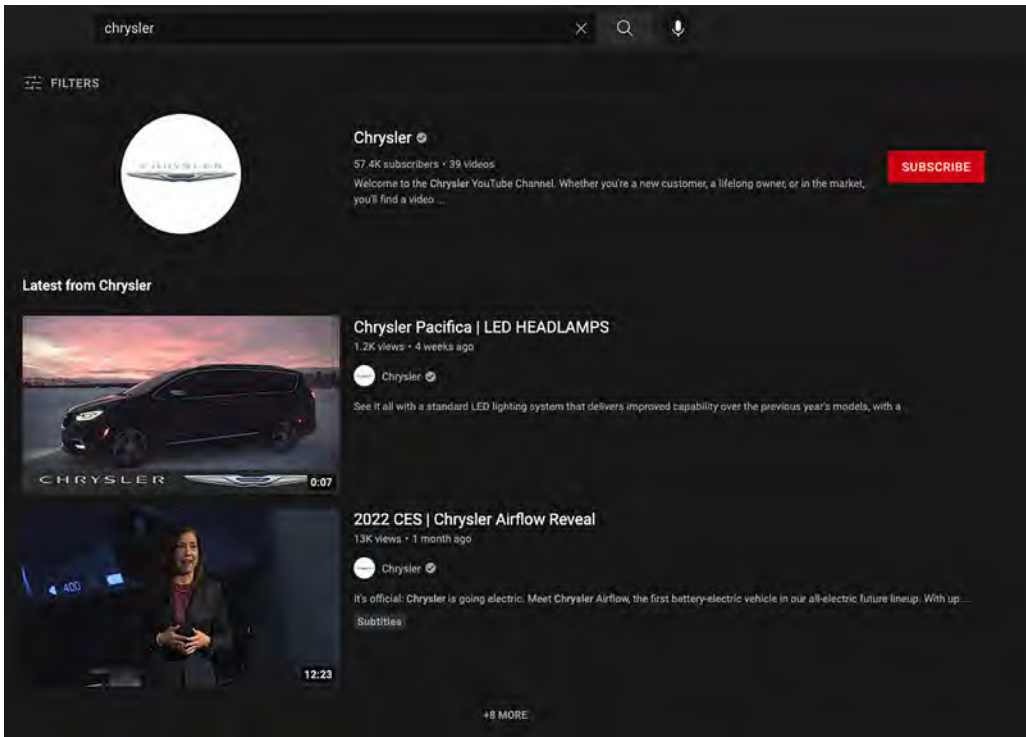 chrysler
FILTERS
CHRYSLER
Chrysler
57.4K subscribers • 39 videos
SUBSCRIBE
Welcome to the Chrysler YouTube Channel. Whether you're a new customer, a lifelong owner, or in the market,
you'll find a video ...
Latest from Chrysler
Chrysler Pacifica | LED HEADLAMPS
1.2K views • 4 weeks ago
Chrysler
See it all with a standard LED lighting system that delivers improved capability over the previous year's models, with a
CHRYSLER
0:07
2022 CES | Chrysler Airflow Reveal
13K views • 1 month ago
Chrysler
It's official: Chrysler is going electric. Meet Chrysler Airflow, the first battery-electric vehicle in our all-electric future lineup. With up ...
Subtitles
400
12:23
+8 MORE